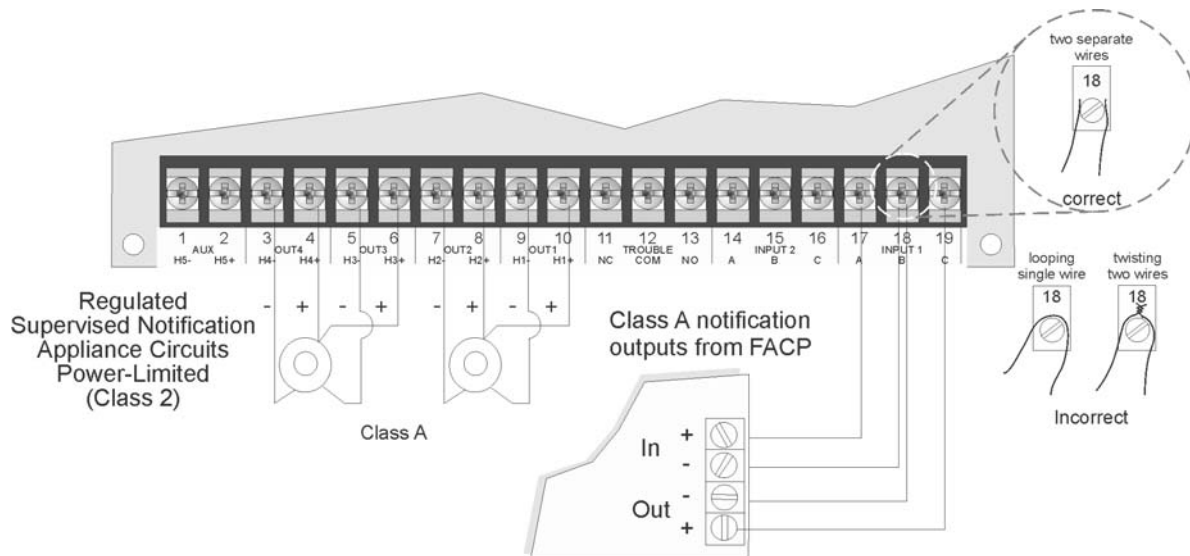 two separate
wires
18
correct
1 2 3 4 5 6 7 8 9 10 11 12 13 14 15 16 17 18 19
AUX OUT4 OUT3 OUT2 OUT1 TROUBLE INPUT 2 INPUT 1
H5- H5+ H4- H4+ H3- H3+ H2- H2+ H1- H1+ NC COM NO A B C A B C
looping
single wire
18
twisting
two wires
18
Incorrect
- + - + - + - +
Regulated
Supervised Notification
Appliance Circuits
Power-Limited
(Class 2)
Class A
Class A notification
outputs from FACP
In + -
Out - +